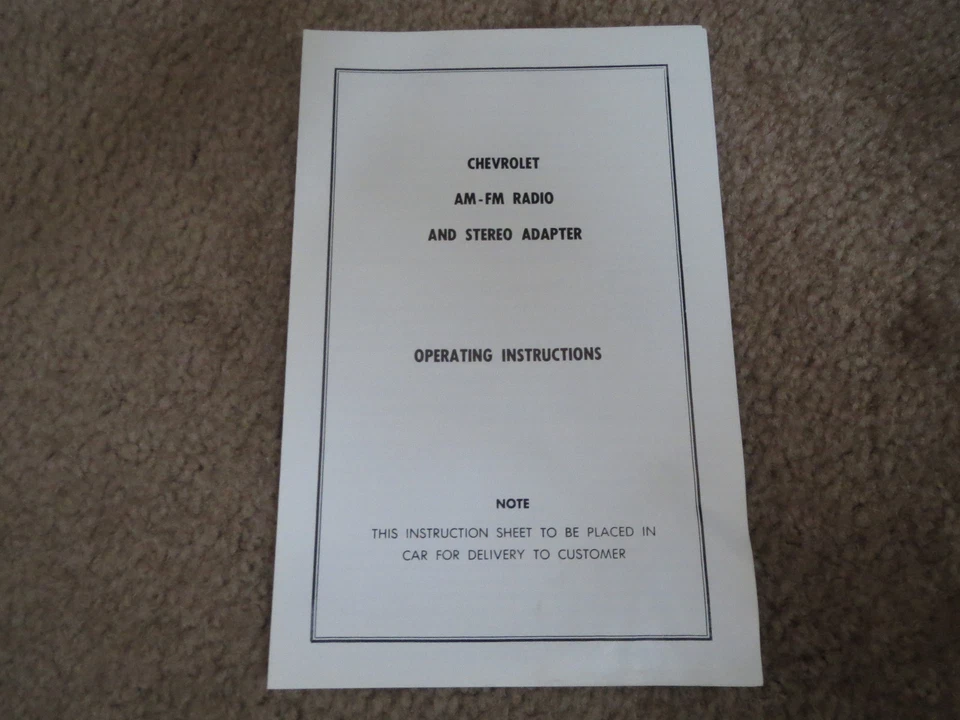 CHEVROLET
AM-FM RADIO
AND STEREO ADAPTER
OPERATING INSTRUCTIONS
NOTE
THIS INSTRUCTION SHEET TO BE PLACED IN
CAR FOR DELIVERY TO CUSTOMER